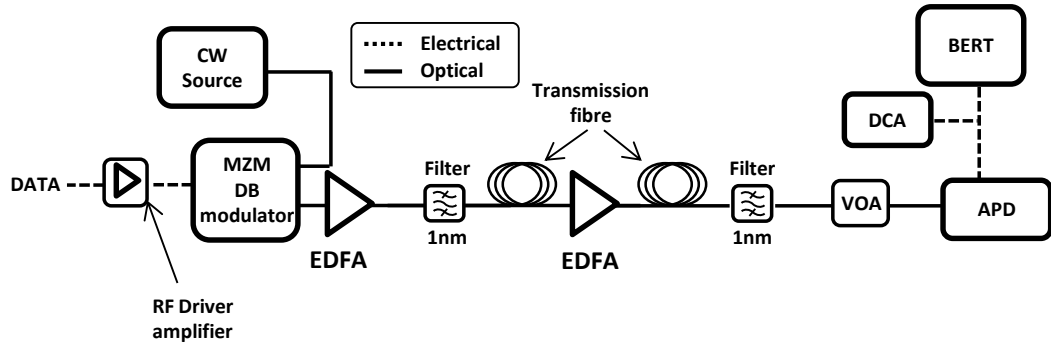 CW
Source
Electrical
Optical
BERT
Transmission
fibre
DCA
DATA
MZM
DB
modulator
Filter
Filter
VOA
APD
1nm
1nm
EDFA
EDFA
RF Driver
amplifier